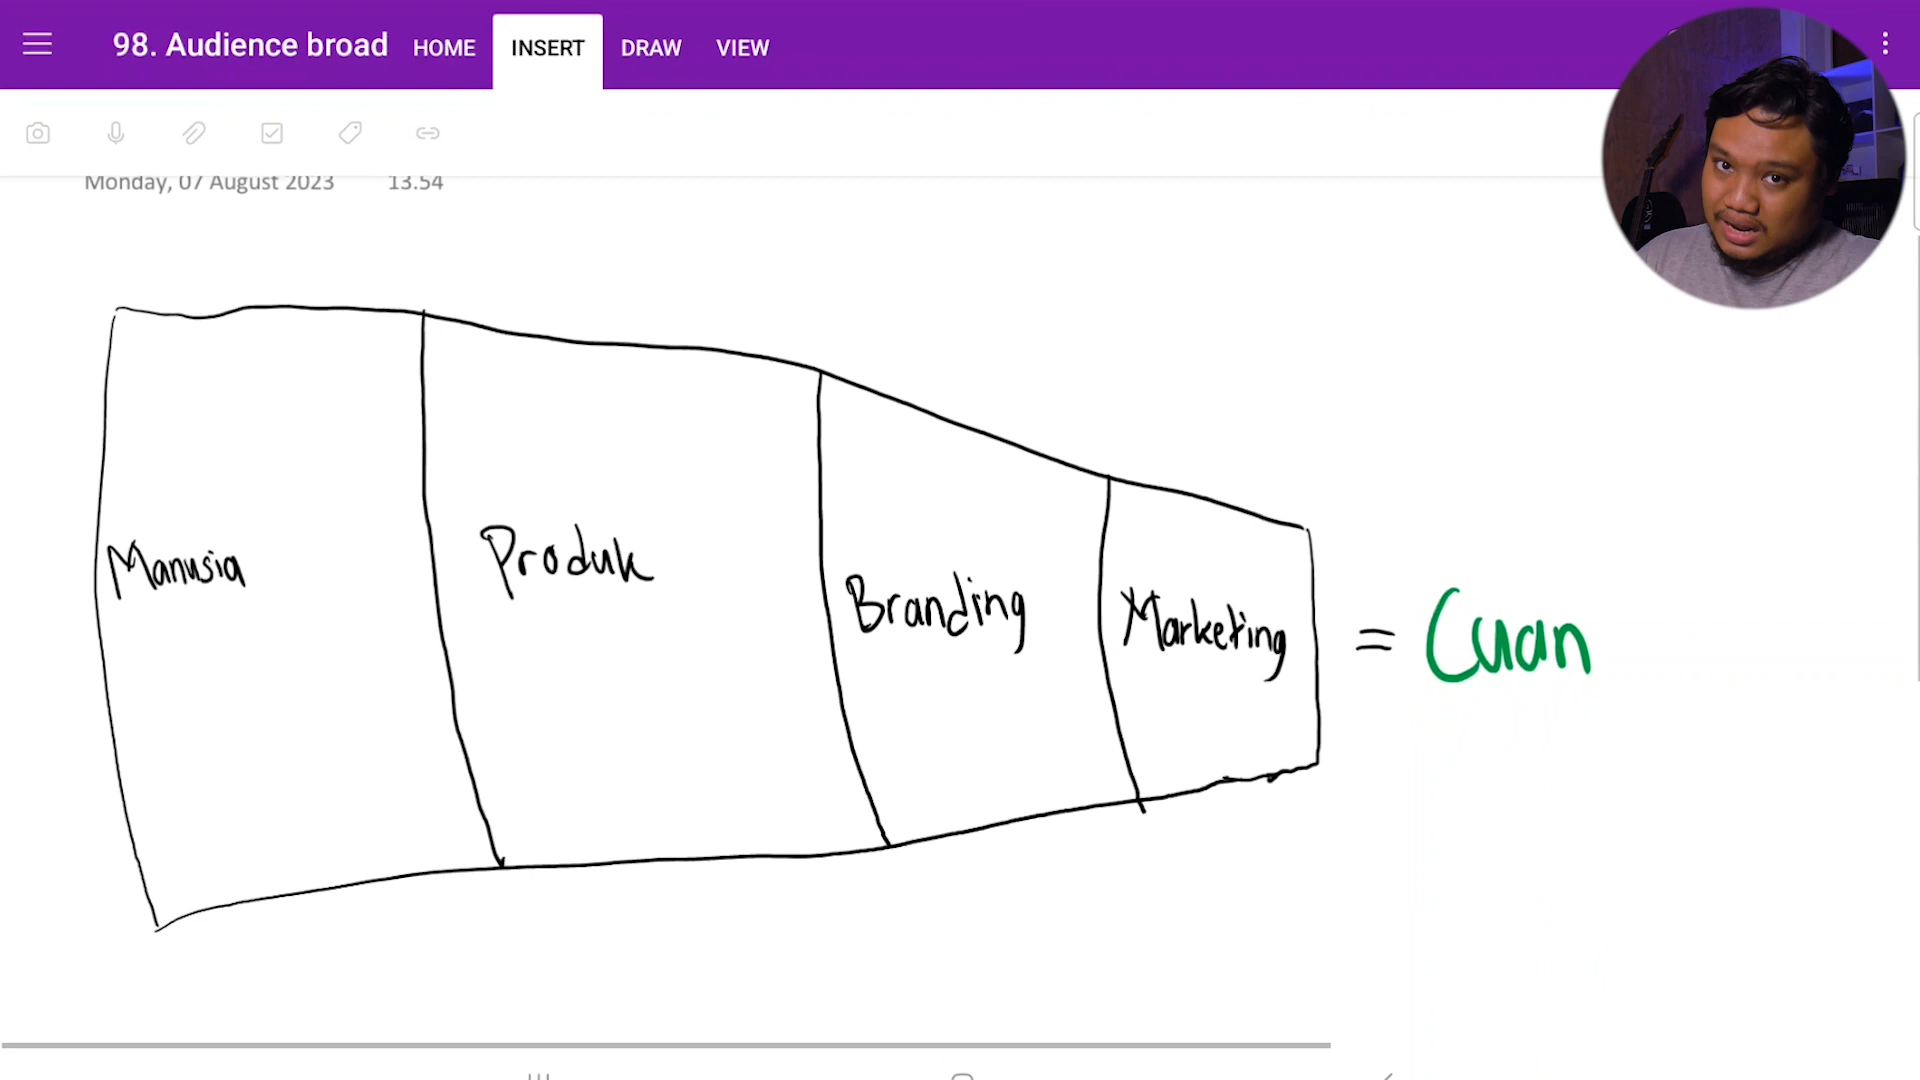 98. Audience broad HOME INSERT DRAW VIEW
Monday, 07 August 2023 13.54
Manusia Produk Branding Marketing = Cuan